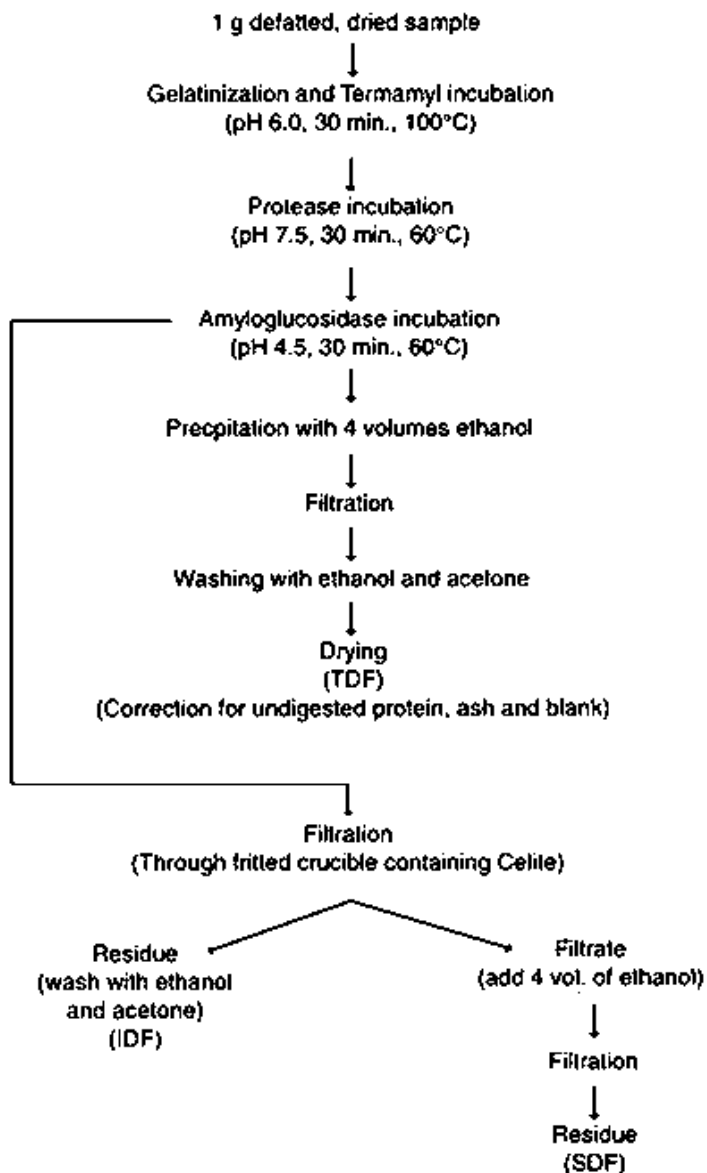 1 g defatted, dried sample
Gelatinization and Termamyl incubation
(pH 6.0, 30 min., 100°C)
Protease incubation
(pH 7.5, 30 min., 60°C)
Amyloglucosidase incubation
(pH 4.5, 30 min., 60°C)
Precpitation with 4 volumes ethanol
Filtration
Washing with ethanol and acetone
Drying
(TDF)
(Correction for undigested protein, ash and blank)
Filtration
(Through fritted crucible containing Celite)
Residue
(wash with ethanol
and acetone)
(IDF)
Filtrate
(add 4 vol. of ethanol)
Filtration
Residue
(SDF)